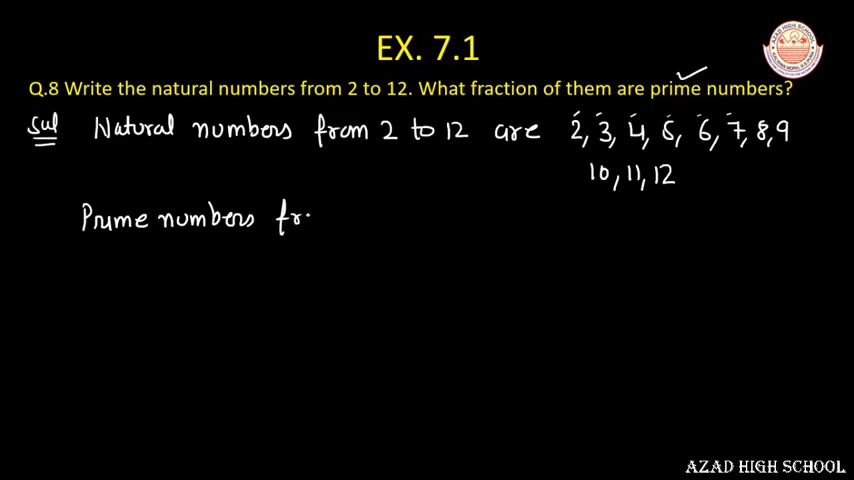 EX. 7.1
Q.8 Write the natural numbers from 2 to 12. What fraction of them are prime numbers?
Sol Natural numbers from 2 to 12 are 2, 3, 4, 5, 6, 7, 8, 9
10, 11, 12
Prime numbers fr
AZAD HIGH SCHOOL